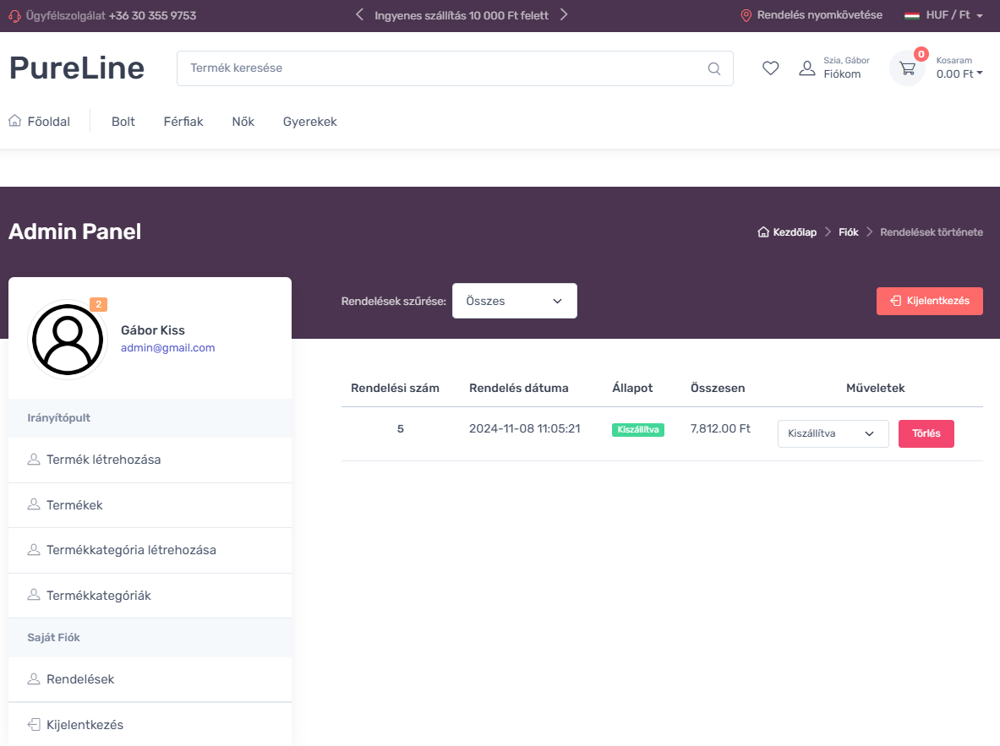 Ügyfélszolgálat +36 30 355 9753
Ingyenes szállítás 10 000 Ft felett
Rendelés nyomkövetése
HUF / Ft
PureLine
Termék keresése
Szia, Gábor
Fiókom
0
Kosaram
0.00 Ft
Főoldal
Bolt
Férfiak
Nők
Gyerekek
Admin Panel
Kezdőlap
Fiók
Rendelések története
2
Gábor Kiss
admin@gmail.com
Rendelések szűrése:
Összes
Kijelentkezés
Irányítópult
Termék létrehozása
Termékek
Termékkategória létrehozása
Termékkategóriák
Saját Fiók
Rendelések
Kijelentkezés
Rendelési szám Rendelés dátuma Állapot Összesen Műveletek
5 2024-11-08 11:05:21 Kiszállítva 7,812.00 Ft Kiszállítva Törlés